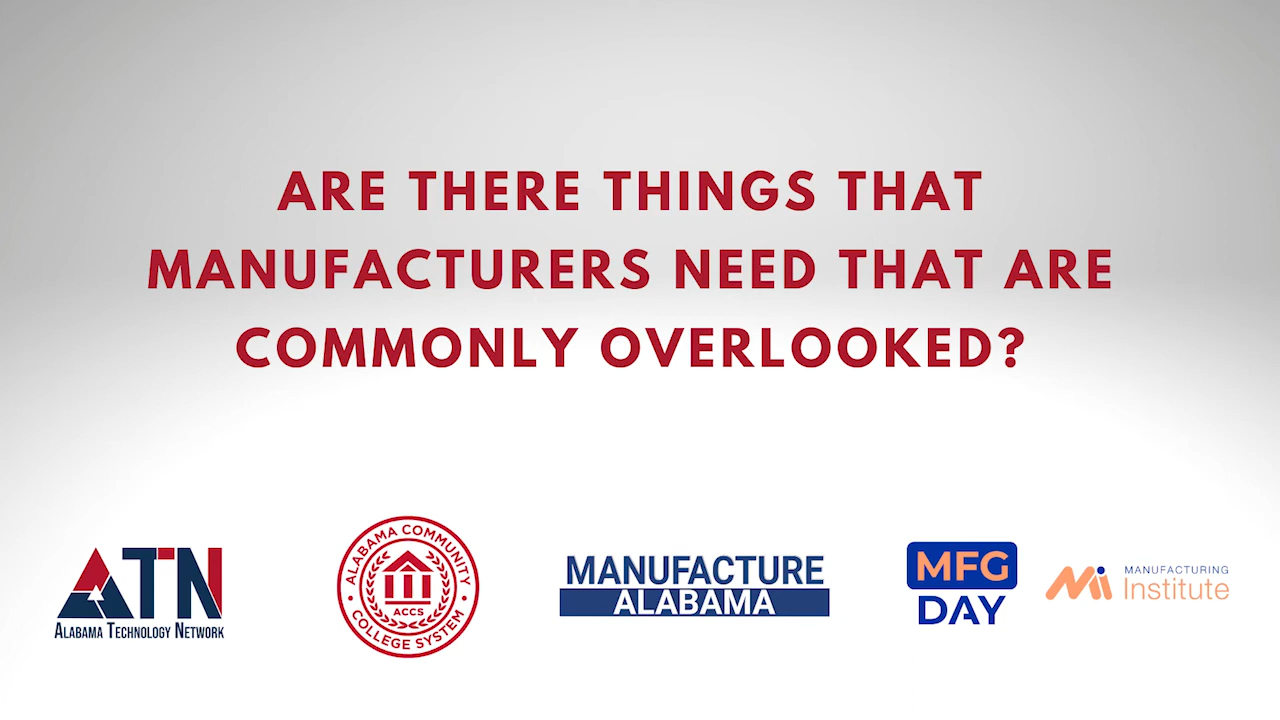 ARE THERE THINGS THAT
MANUFACTURERS NEED THAT ARE
COMMONLY OVERLOOKED?
ATN
ALABAMA TECHNOLOGY NETWORK
ALABAMA COMMUNITY
ACCS
COLLEGE SYSTEM
MANUFACTURE
ALABAMA
MFG
DAY
Mi
MANUFACTURING
Institute